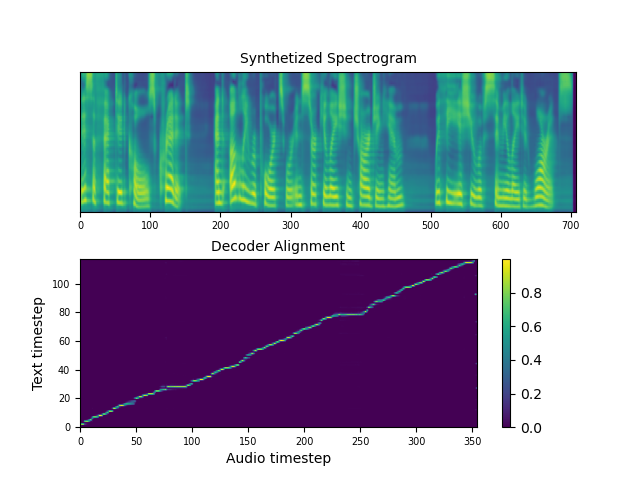 Synthetized Spectrogram
0 100 200 300 400 500 600 700
Decoder Alignment
100
80
60
40
20
0
Text timestep
0 50 100 150 200 250 300 350
Audio timestep
0.8
0.6
0.4
0.2
0.0